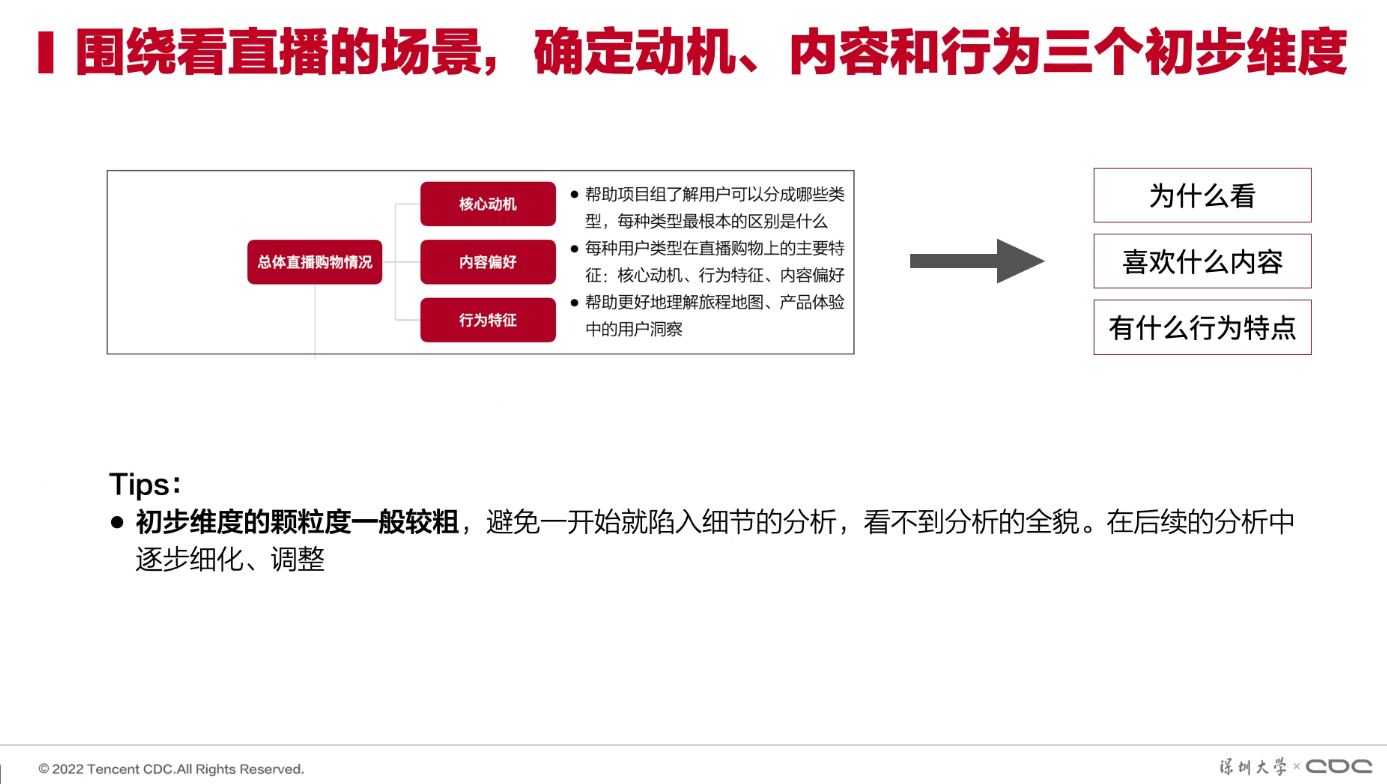 围绕看直播的场景，确定动机、内容和行为三个初步维度
总体直播购物情况
核心动机
内容偏好
行为特征
● 帮助项目组了解用户可以分成哪些类
型，每种类型最根本的区别是什么
● 每种用户类型在直播购物上的主要特
征：核心动机、行为特征、内容偏好
● 帮助更好地理解旅程地图、产品体验
中的用户洞察
为什么看
喜欢什么内容
有什么行为特点
Tips：
● 初步维度的颗粒度一般较粗，避免一开始就陷入细节的分析，看不到分析的全貌。在后续的分析中
逐步细化、调整
© 2022 Tencent CDC.All Rights Reserved.
深圳大学 × CDC